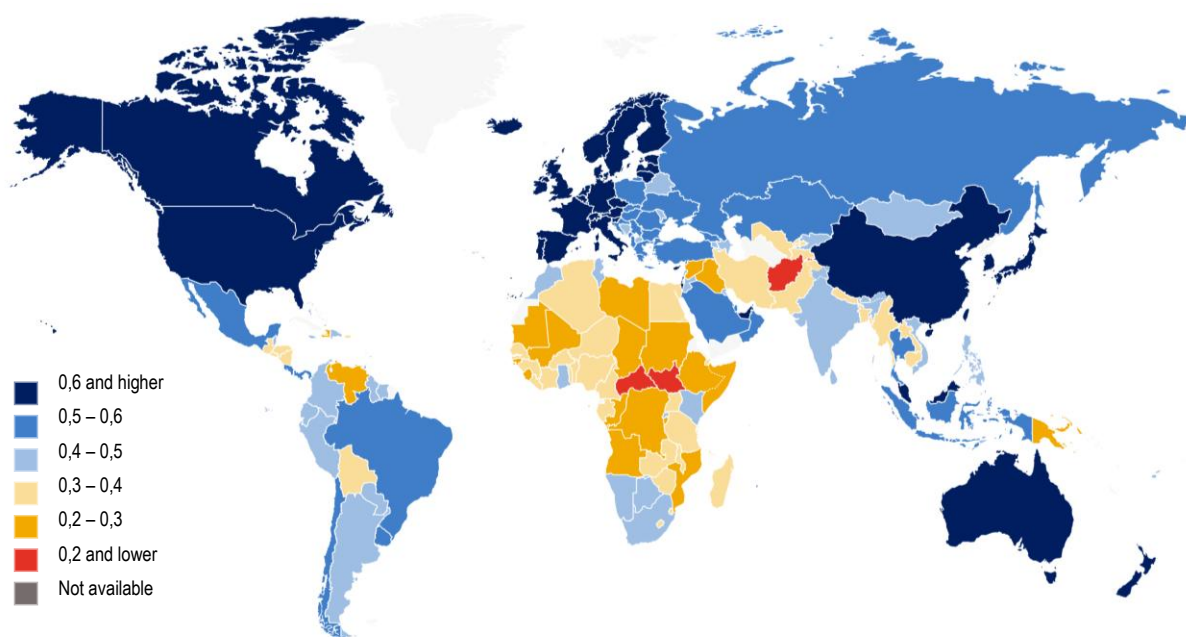 0,6 and higher
0,5 – 0,6
0,4 – 0,5
0,3 – 0,4
0,2 – 0,3
0,2 and lower
Not available